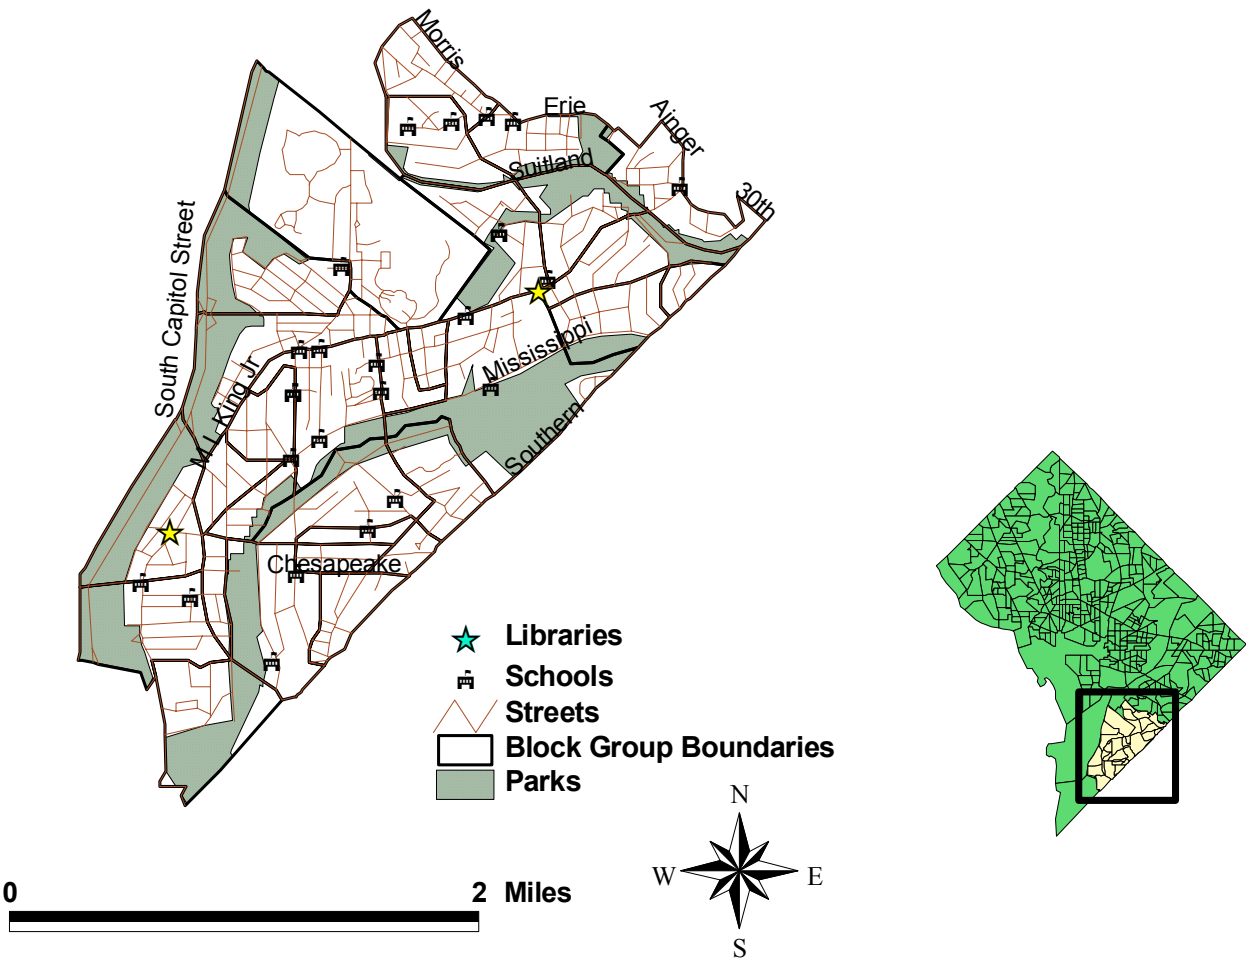 Morris
Erie
Ainger
Suitland
30th
South Capitol Street
Mississippi
M.L. King Jr
Southern
Chesapeake
Libraries
Schools
Streets
Block Group Boundaries
Parks
N
W E
S
0 2 Miles